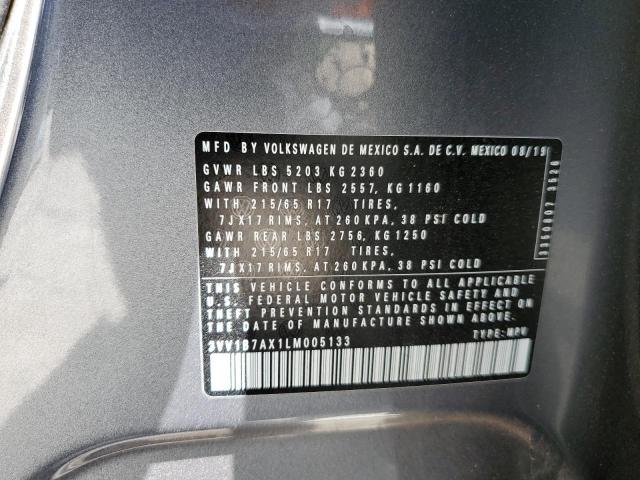 MFD BY VOLKSWAGEN DE MEXICO S.A. DE C.V. MEXICO 08/19
GVWR LBS 5203 KG 2360
GAWR FRONT LBS 2557, KG 1160
WITH 215/65 R17 TIRES,
7JX17 RIMS, AT 260 KPA, 38 PSI COLD
GAWR REAR LBS 2756, KG 1250
WITH 215/65 R17 TIRES,
7JX17 RIMS, AT 260 KPA, 38 PSI COLD
THIS VEHICLE CONFORMS TO ALL APPLICABLE
U.S. FEDERAL MOTOR VEHICLE SAFETY AND
THEFT PREVENTION STANDARDS IN EFFECT ON
THE DATE OF MANUFACTURE SHOWN ABOVE.
3VV1B7AX1LM005133 TYPE: MPV